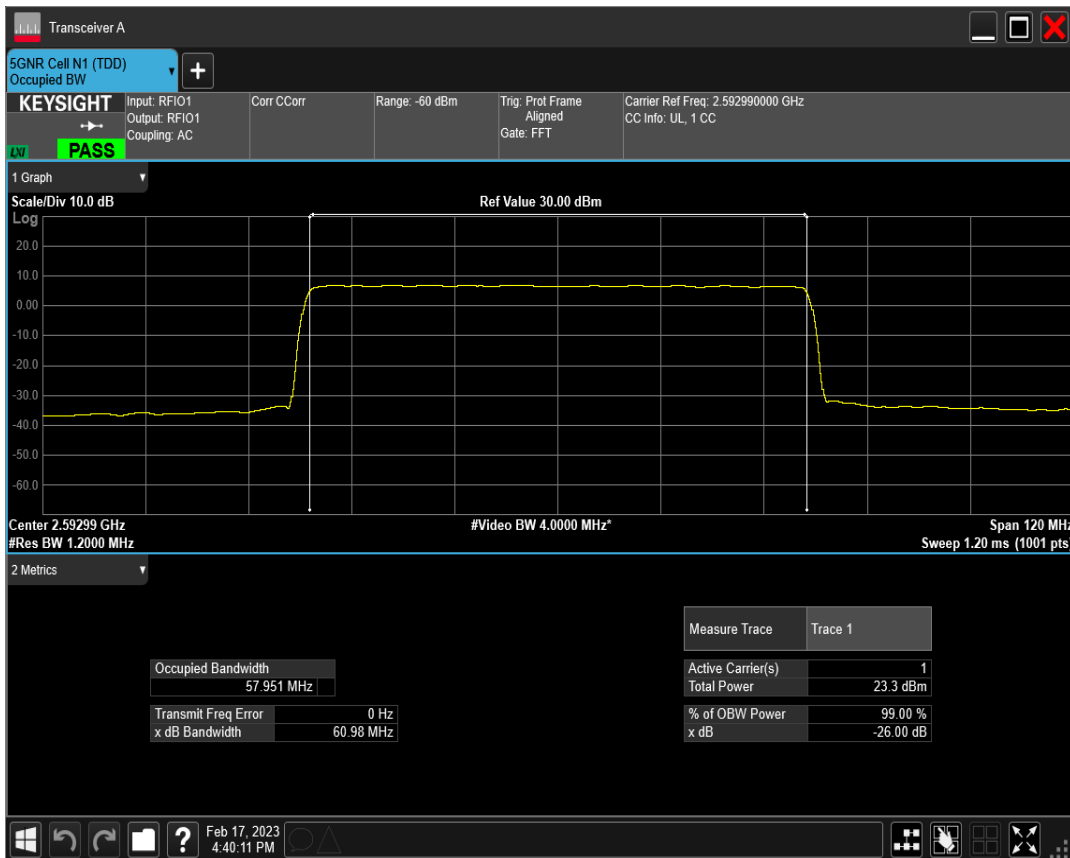 Transceiver A
5GNR Cell N1 (TDD)
Occupied BW
+
KEYSIGHT
LXI
PASS
Input: RFIO1
Output: RFIO1
Coupling: AC
Corr CCorr
Range: -60 dBm
Trig: Prot Frame
Aligned
Gate: FFT
Carrier Ref Freq: 2.592990000 GHz
CC Info: UL, 1 CC
1 Graph
Scale/Div 10.0 dB
Ref Value 30.00 dBm
Log
20.0
10.0
0.00
-10.0
-20.0
-30.0
-40.0
-50.0
-60.0
Center 2.59299 GHz
#Video BW 4.0000 MHz*
Span 120 MHz
#Res BW 1.2000 MHz
Sweep 1.20 ms (1001 pts)
2 Metrics
Measure Trace Trace 1
Occupied Bandwidth
57.951 MHz
Active Carrier(s) 1
Total Power 23.3 dBm
Transmit Freq Error 0 Hz
x dB Bandwidth 60.98 MHz
% of OBW Power 99.00 %
x dB -26.00 dB
?
Feb 17, 2023
4:40:11 PM